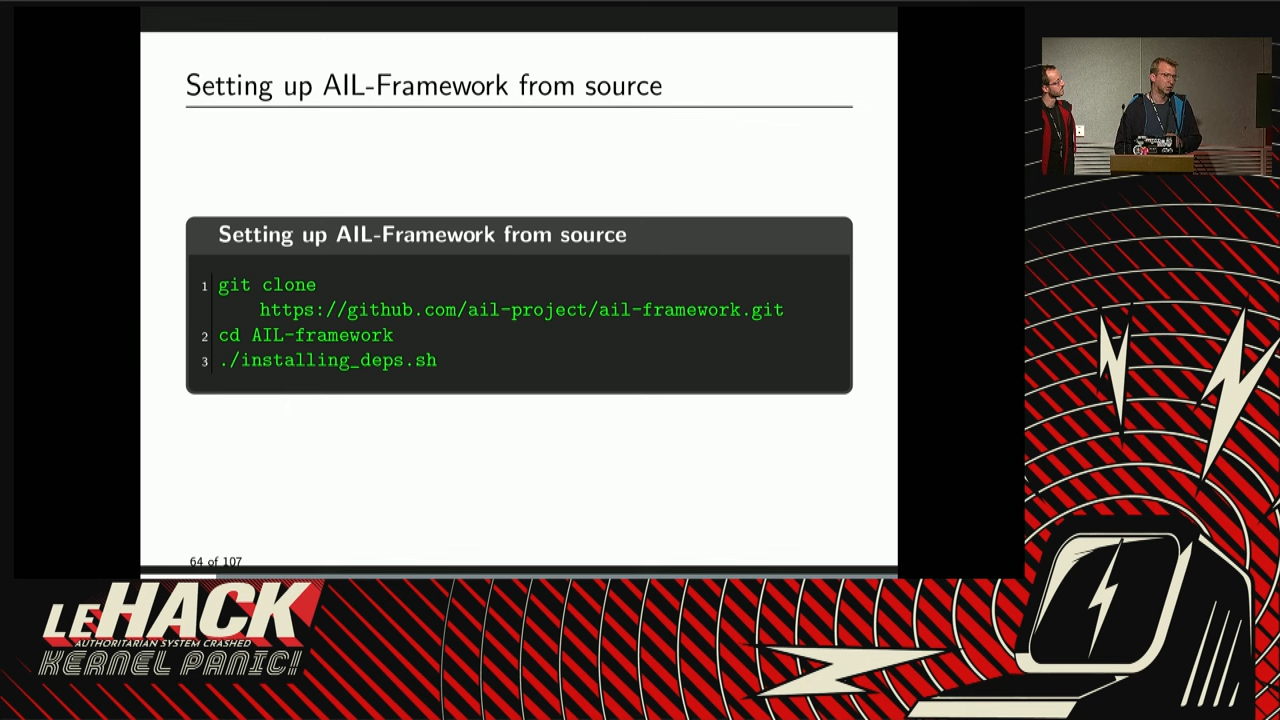 Setting up AIL-Framework from source
Setting up AIL-Framework from source
1 git clone
https://github.com/ail-project/ail-framework.git
2 cd AIL-framework
3 ./installing_deps.sh
64 of 107
LEHACK
AUTHORITARIAN SYSTEM CRASHED
KERNEL PANIC!